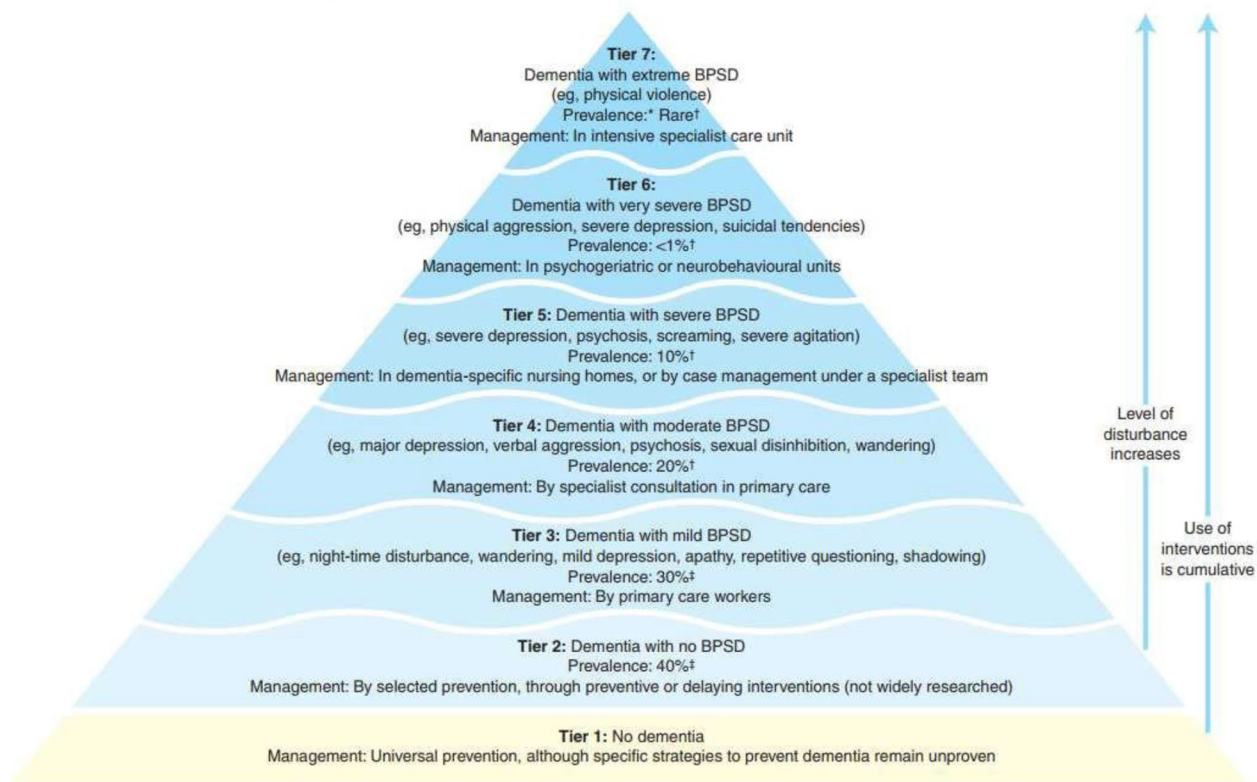 Tier 7:
Dementia with extreme BPSD
(eg, physical violence)
Prevalence:* Rare†
Management: In intensive specialist care unit
Tier 6:
Dementia with very severe BPSD
(eg, physical aggression, severe depression, suicidal tendencies)
Prevalence: <1%†
Management: In psychogeriatric or neurobehavioural units
Tier 5: Dementia with severe BPSD
(eg, severe depression, psychosis, screaming, severe agitation)
Prevalence: 10%†
Management: In dementia-specific nursing homes, or by case management under a specialist team
Tier 4: Dementia with moderate BPSD
(eg, major depression, verbal aggression, psychosis, sexual disinhibition, wandering)
Prevalence: 20%†
Management: By specialist consultation in primary care
Tier 3: Dementia with mild BPSD
(eg, night-time disturbance, wandering, mild depression, apathy, repetitive questioning, shadowing)
Prevalence: 30%‡
Management: By primary care workers
Tier 2: Dementia with no BPSD
Prevalence: 40%‡
Management: By selected prevention, through preventive or delaying interventions (not widely researched)
Tier 1: No dementia
Management: Universal prevention, although specific strategies to prevent dementia remain unproven
Level of
disturbance
increases
Use of
interventions
is cumulative